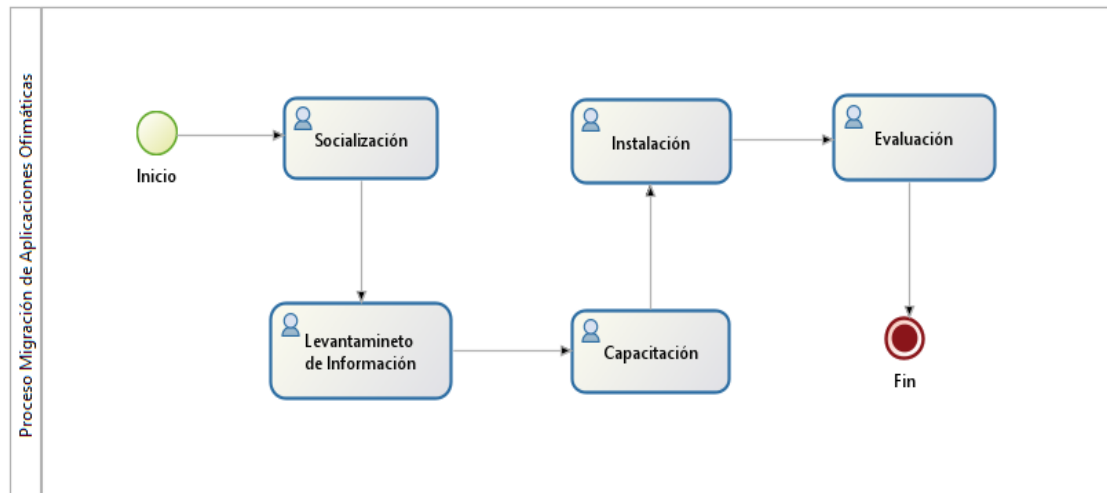 Proceso Migración de Aplicaciones Ofimáticas
Inicio
Socialización
Levantamineto
de Información
Capacitación
Instalación
Evaluación
Fin